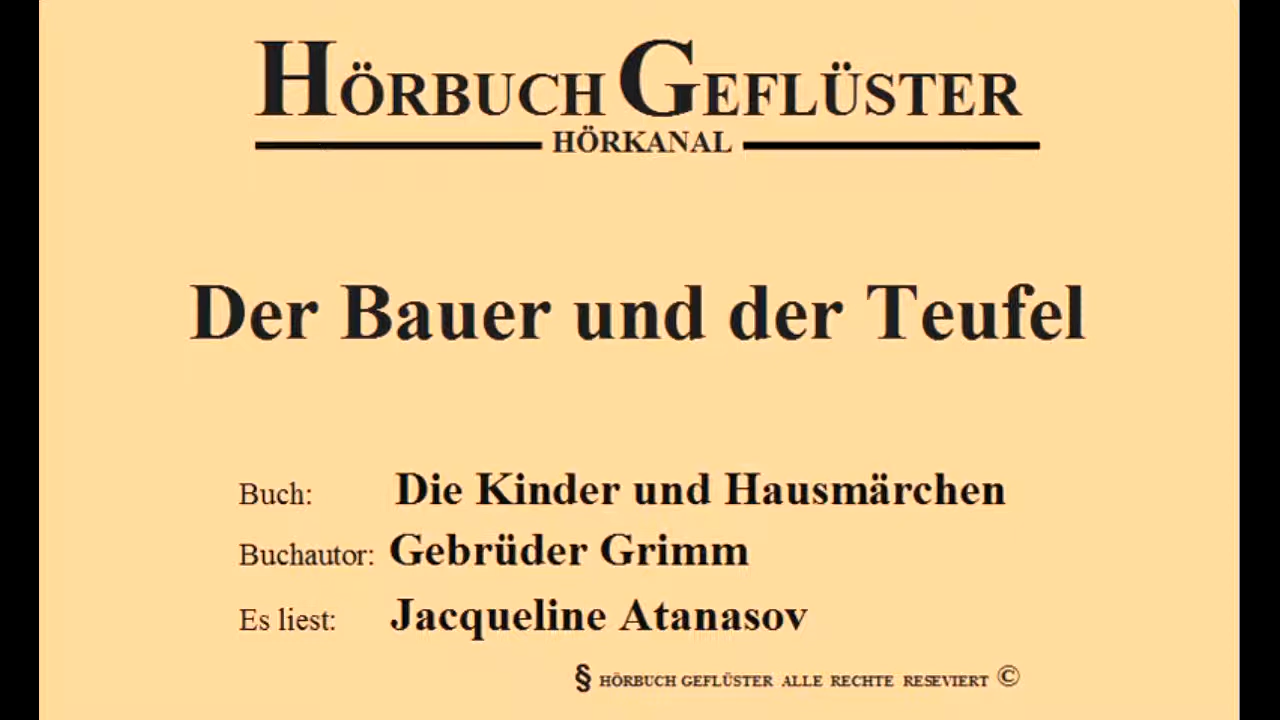 HÖRBUCH GEFLÜSTER
HÖRKANAL
Der Bauer und der Teufel
Buch: Die Kinder und Hausmärchen
Buchautor: Gebrüder Grimm
Es liest: Jacqueline Atanasov
§ HÖRBUCH GEFLÜSTER ALLE RECHTE RESEVIERT ©